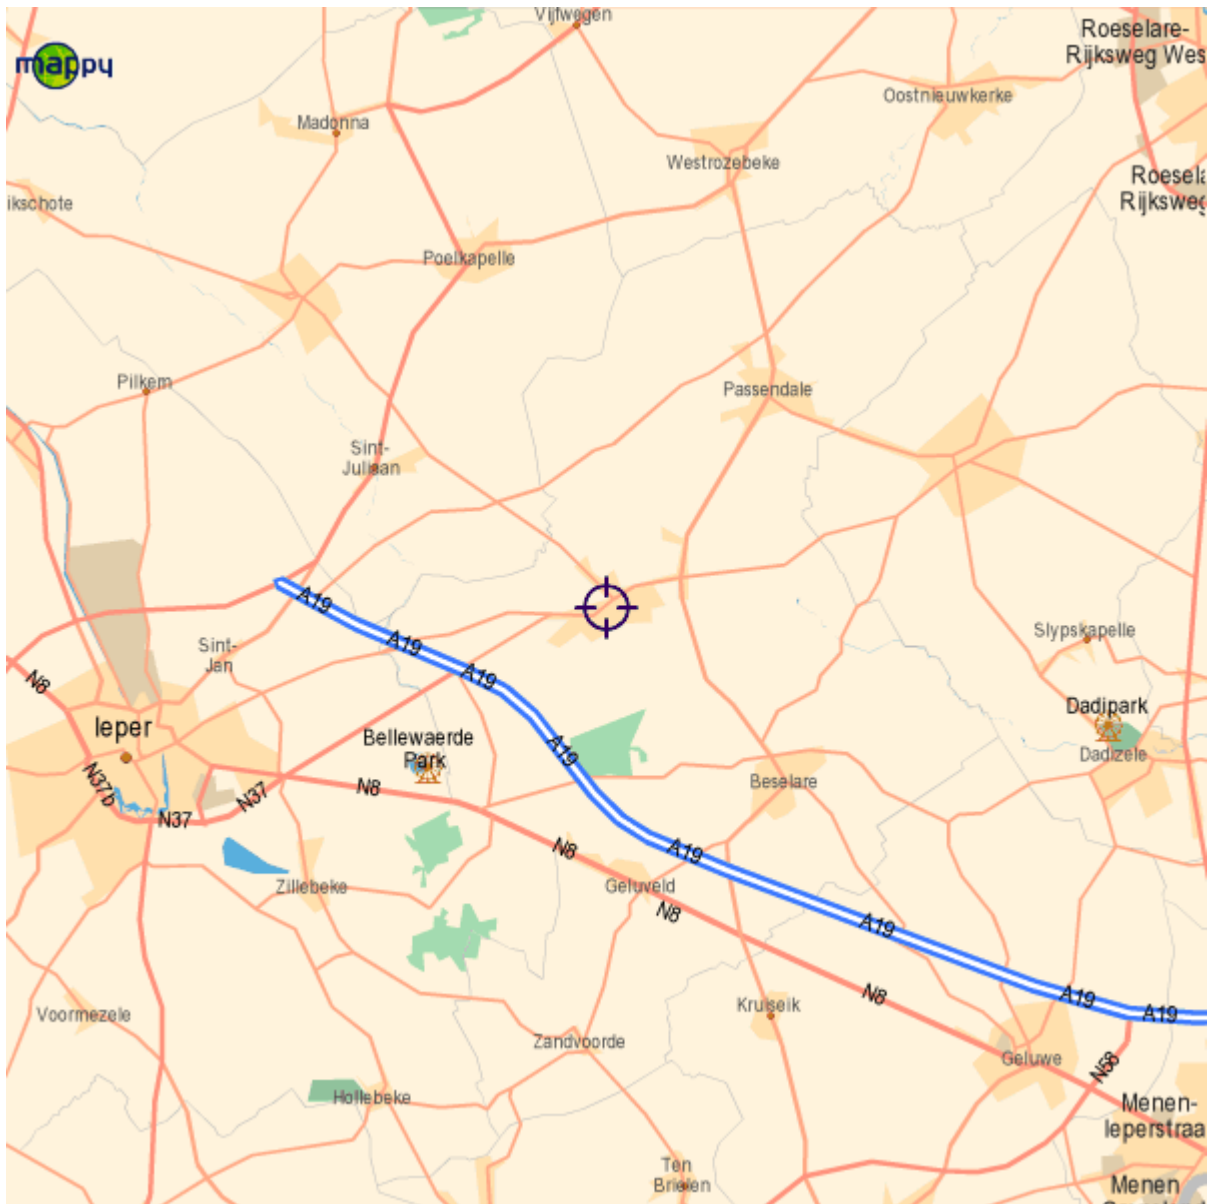 Vijfwegen
Roeselare-
Rijksweg Wes
mappy
Oostnieuwkerke
Madonna
Westrozebeke
Roesela
Rijksweg
ikschote
Poelkapelle
Pilkem
Passendale
Sint-
Juliaan
A19
A19
A19
Slypskapelle
Sint-
Jan
N8
Dadipark
Ieper
Bellewaerde
Park
A19
Dadizele
N37b
N8
N37
Beselare
N37
N8
A19
Zillebeke
Geluveld
N8
A19
N8
A19
A19
Kruiseik
Voormezele
Zandvoorde
Geluwe
N58
Hollebeke
Menen-
Ieperstraa
Ten
Brielen
Menen